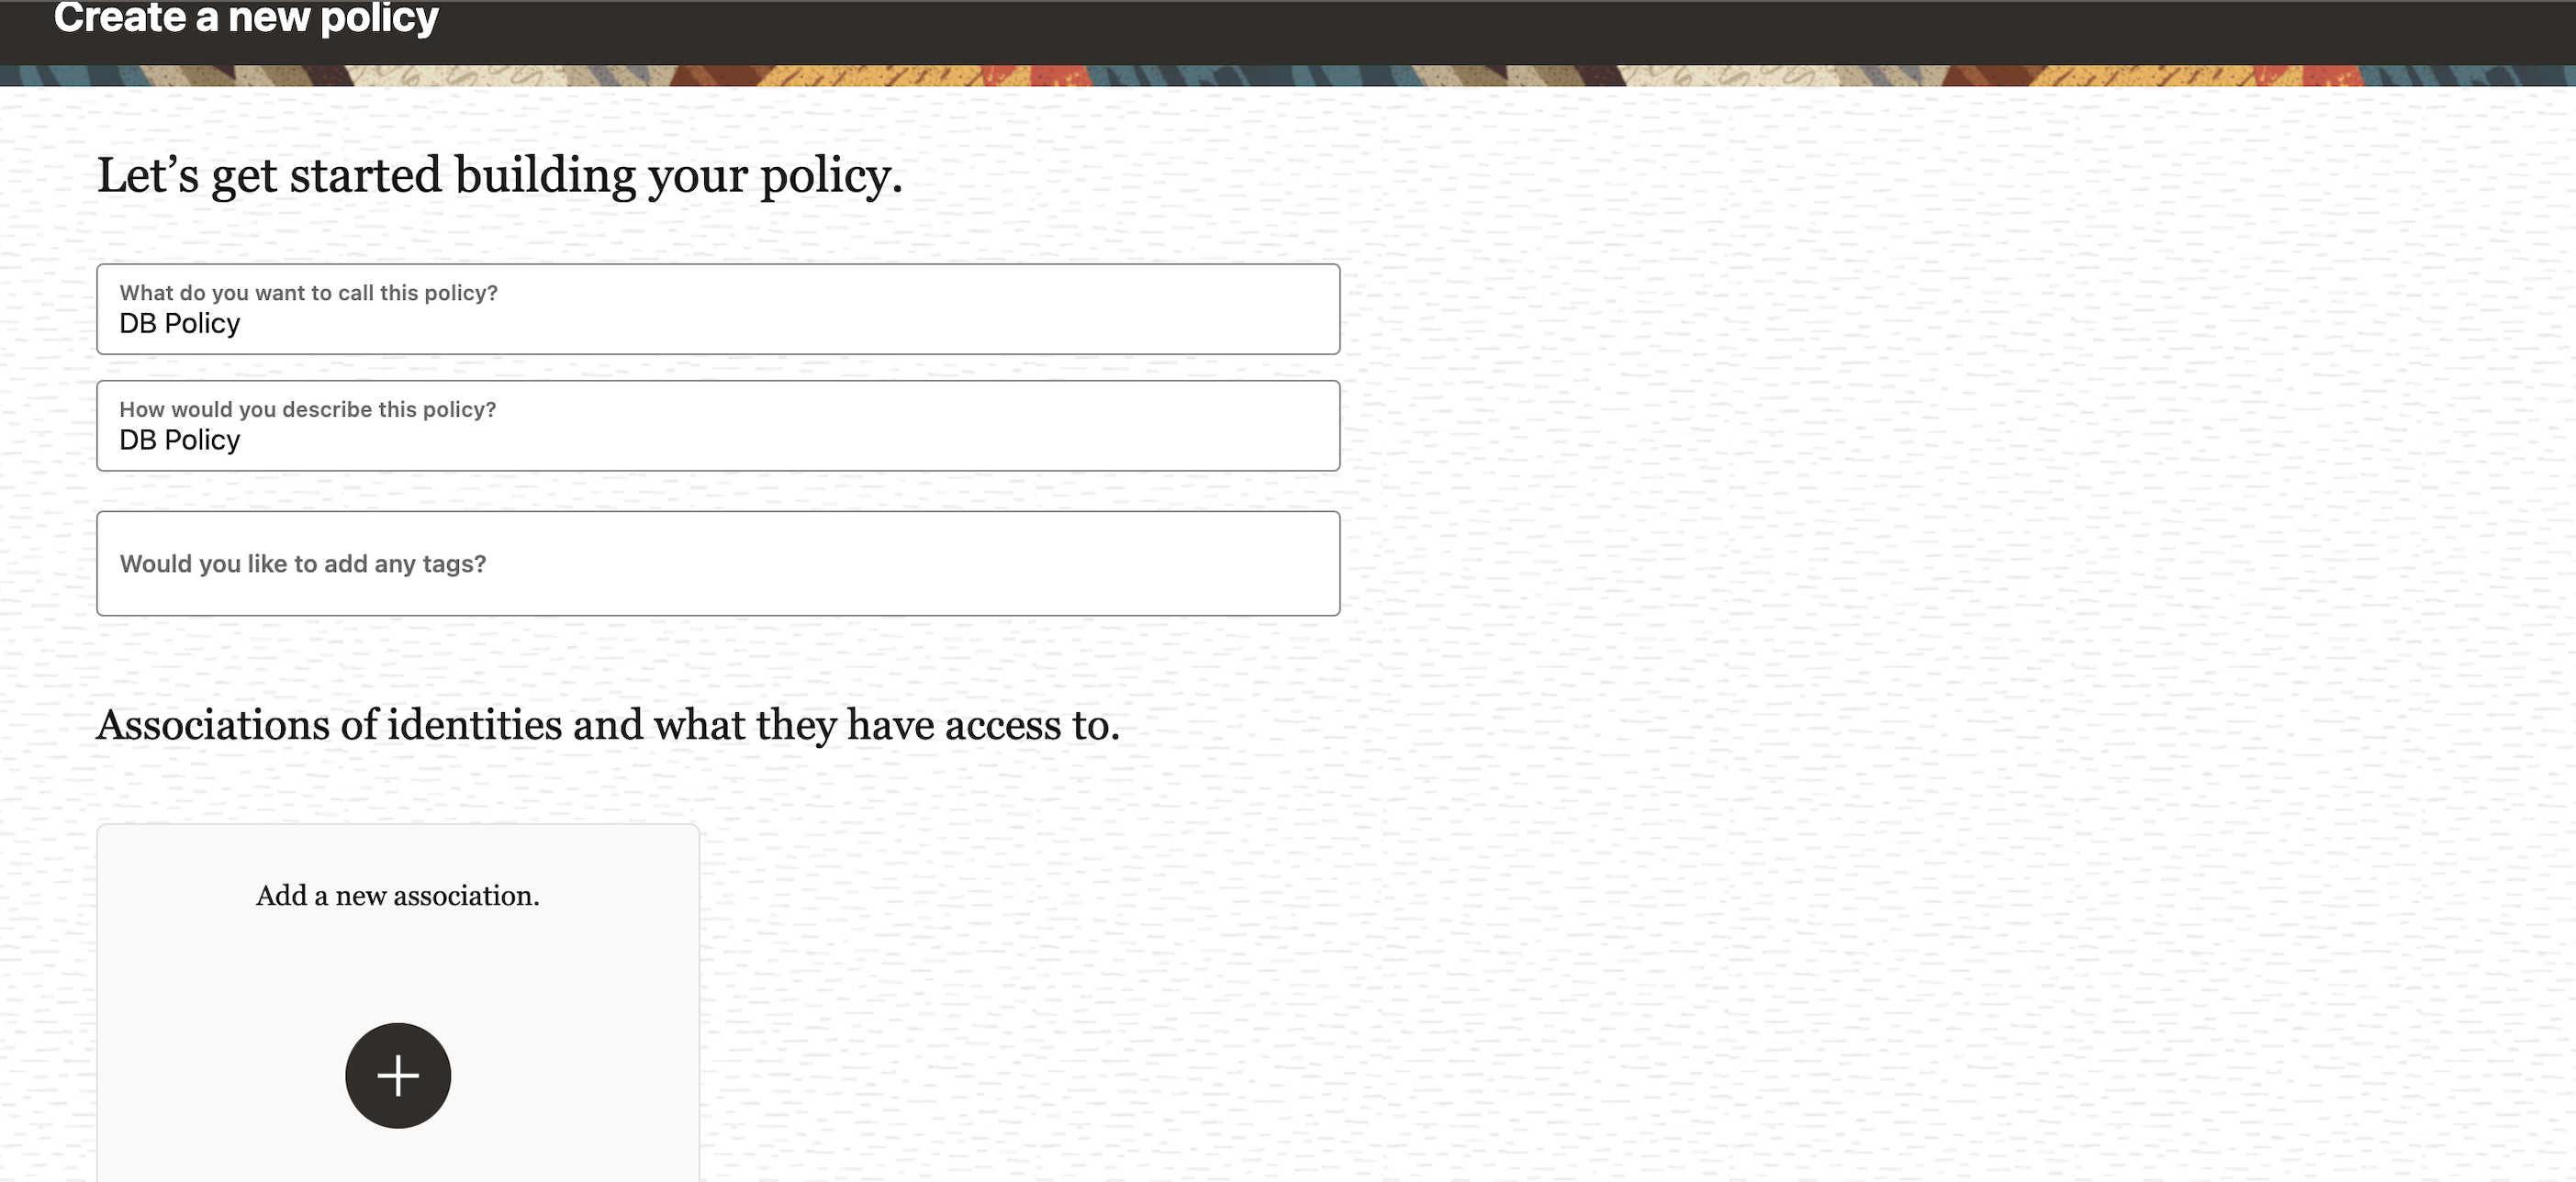 Create a new policy
Let’s get started building your policy.
What do you want to call this policy?
DB Policy
How would you describe this policy?
DB Policy
Would you like to add any tags?
Associations of identities and what they have access to.
Add a new association.